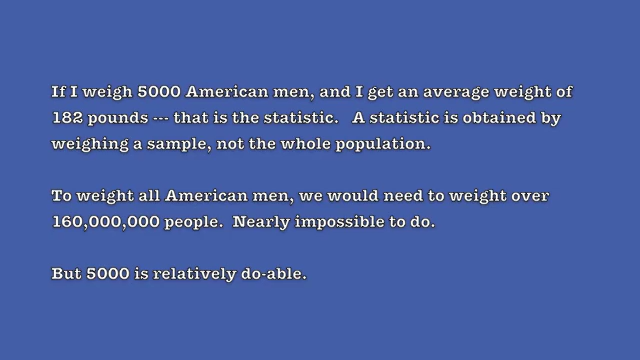 If I weigh 5000 American men, and I get an average weight of
182 pounds --- that is the statistic. A statistic is obtained by
weighing a sample, not the whole population.
To weight all American men, we would need to weight over
160,000,000 people. Nearly impossible to do.
But 5000 is relatively do-able.